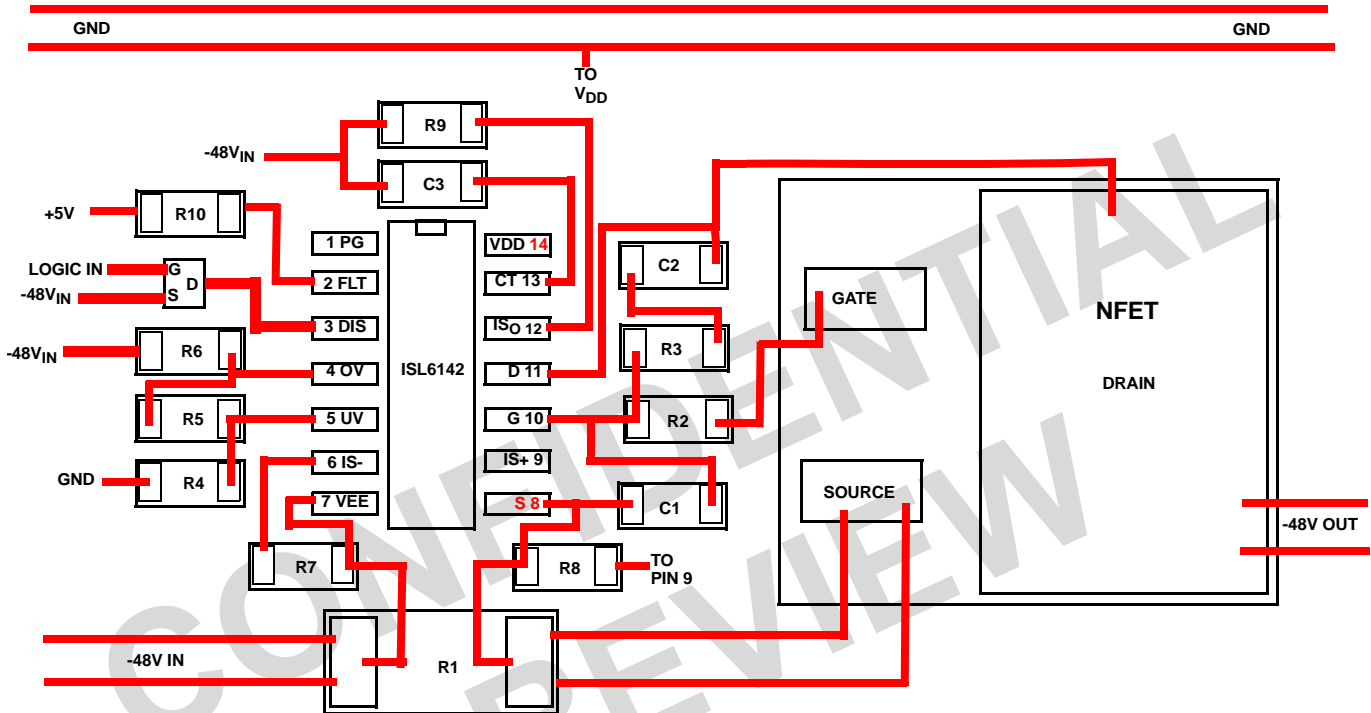 GND
GND
TO
VDD
R9
-48VIN
C3
+5V
R10
1 PG
VDD 14
C2
LOGIC IN
G
D
S
-48VIN
2 FLT
CT 13
GATE
NFET
3 DIS
ISO 12
R3
-48VIN
R6
4 OV
ISL6142
D 11
DRAIN
R5
5 UV
G 10
R2
GND
R4
6 IS-
IS+ 9
7 VEE
S 8
C1
SOURCE
-48V OUT
R7
R8
TO
PIN 9
-48V IN
R1
CONFIDENTIAL
PREVIEW